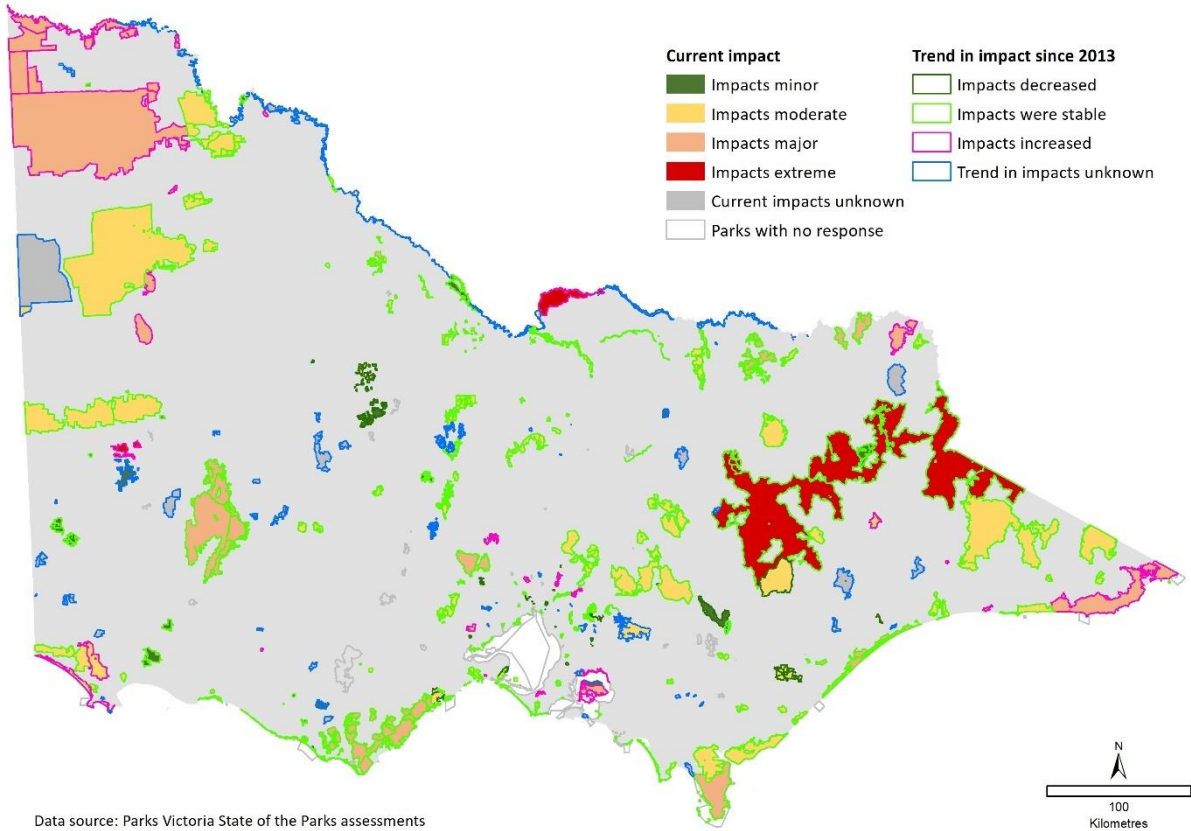 Current impact
Impacts minor
Impacts moderate
Impacts major
Impacts extreme
Current impacts unknown
Parks with no response
Trend in impact since 2013
Impacts decreased
Impacts were stable
Impacts increased
Trend in impacts unknown
N
100
Kilometres
Data source: Parks Victoria State of the Parks assessments